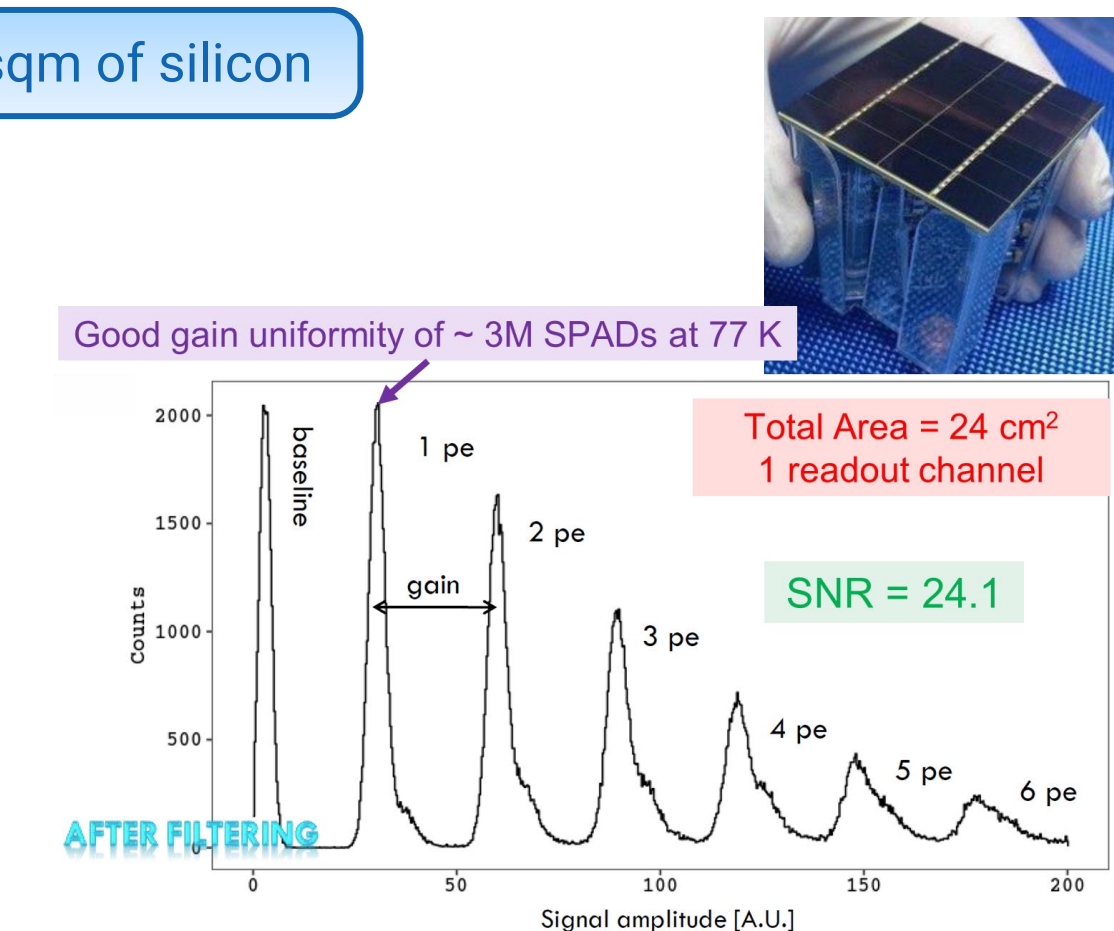 sqm of silicon
Good gain uniformity of ~ 3M SPADs at 77 K
Total Area = 24 cm²
1 readout channel
SNR = 24.1
baseline
1 pe
2 pe
gain
3 pe
4 pe
5 pe
6 pe
AFTER FILTERING
Counts
2000
1500
1000
500
0
0 50 100 150 200
Signal amplitude [A.U.]